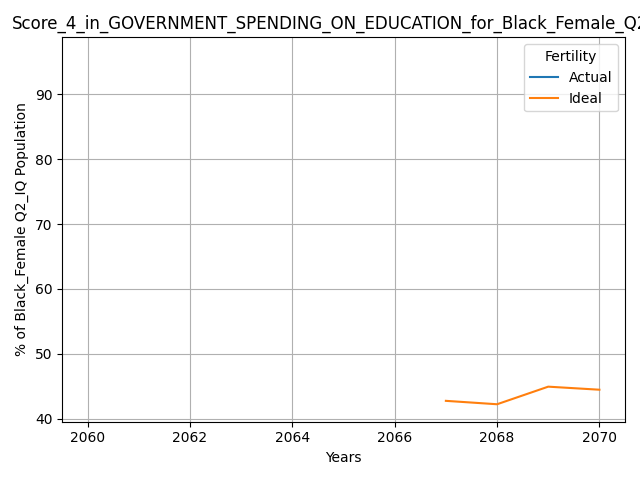 Score_4_in_GOVERNMENT_SPENDING_ON_EDUCATION_for_Black_Female_Q2
Fertility
Actual
Ideal
90
80
70
60
50
40
% of Black_Female Q2_IQ Population
2060 2062 2064 2066 2068 2070
Years